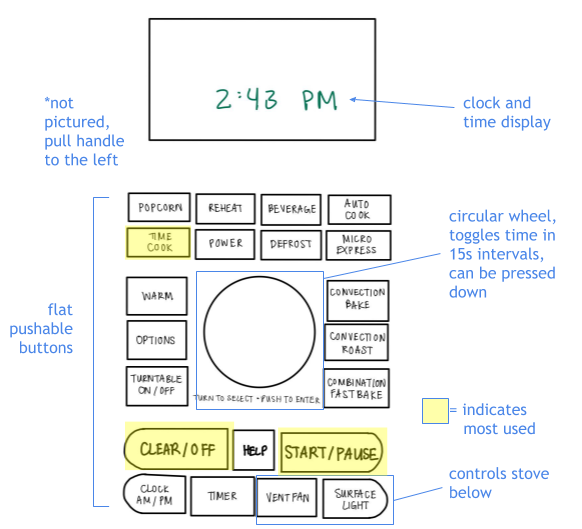 2:43 PM
*not
pictured,
pull handle
to the left
clock and
time display
POPCORN
REHEAT
BEVERAGE
AUTO
COOK
TIME
COOK
POWER
DEFROST
MICRO
EXPRESS
circular wheel,
toggles time in
15s intervals,
can be pressed
down
WARM
CONVECTION
BAKE
flat
pushable
buttons
OPTIONS
CONVECTION
ROAST
TURNTABLE
ON/OFF
TURN TO SELECT • PUSH TO ENTER
COMBINATION
FAST BAKE
= indicates
most used
CLEAR/OFF
HELP
START/PAUSE
CLOCK
AM/PM
TIMER
VENT FAN
SURFACE
LIGHT
controls stove
below